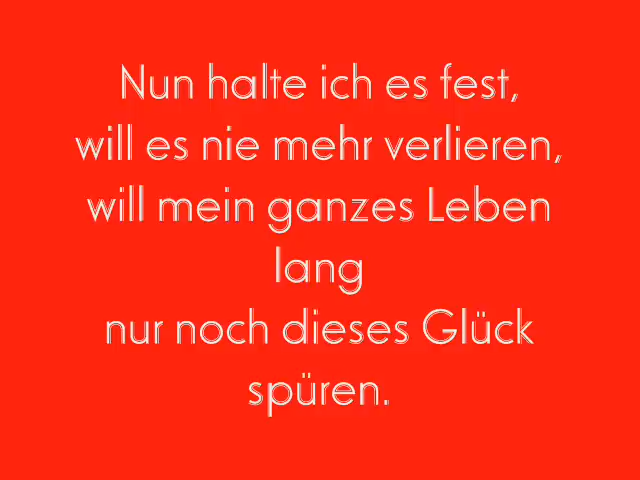 Nun halte ich es fest,
will es nie mehr verlieren,
will mein ganzes Leben
lang
nur noch dieses Glück
spüren.